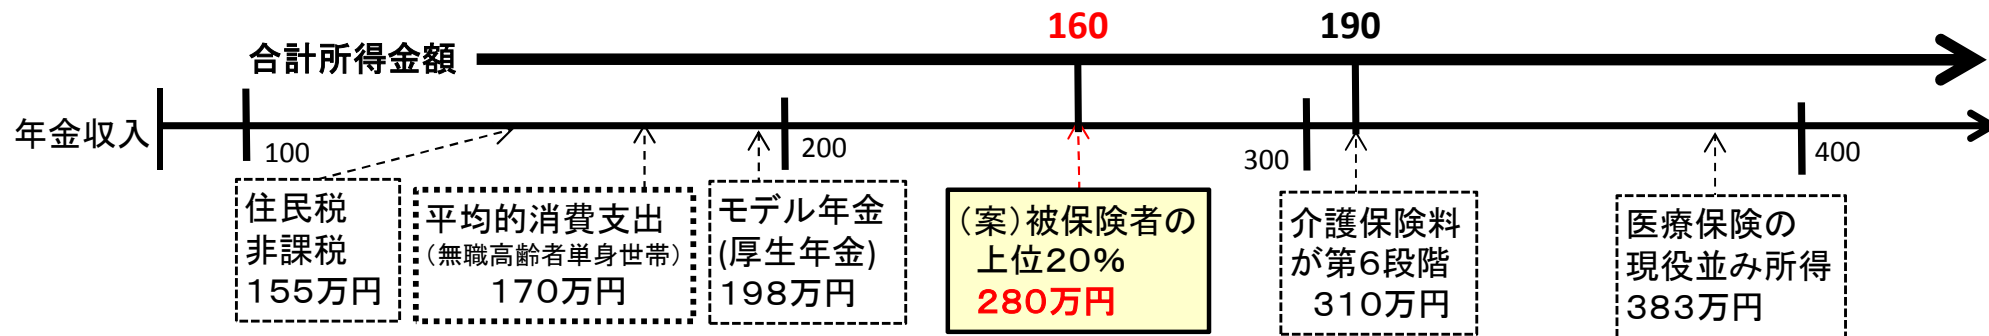 160
190
合計所得金額
年金収入
100
200
300
400
住民税
非課税
155万円
平均的消費支出
(無職高齢者単身世帯)
170万円
モデル年金
(厚生年金)
198万円
(案)被保険者の
上位20%
280万円
介護保険料
が第6段階
310万円
医療保険の
現役並み所得
383万円